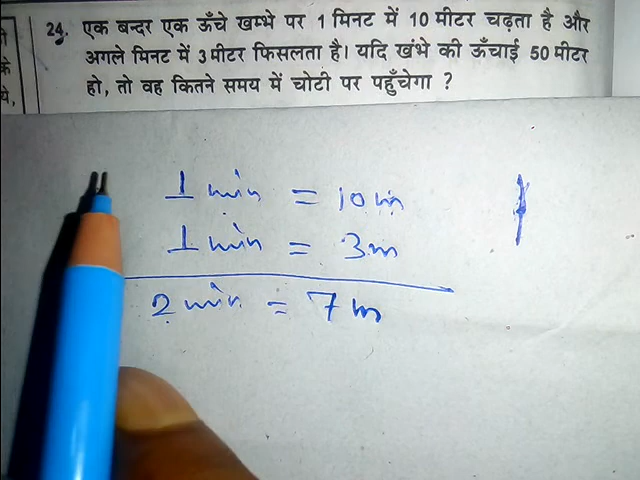 24. एक बन्दर एक ऊँचे खम्भे पर 1 मिनट में 10 मीटर चढ़ता है और
अगले मिनट में 3 मीटर फिसलता है। यदि खंभे की ऊँचाई 50 मीटर
हो, तो वह कितने समय में चोटी पर पहुँचेगा ?
1 min = 10 m
1 min = 3m
2 min = 7 m